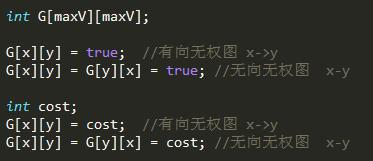 int G[maxV][maxV];
G[x][y] = true;  //有向无权图 x->y
G[x][y] = G[y][x] = true; //无向无权图  x-y
int cost;
G[x][y] = cost;  //有向无权图 x->y
G[x][y] = G[y][x] = cost; //无向无权图  x-y